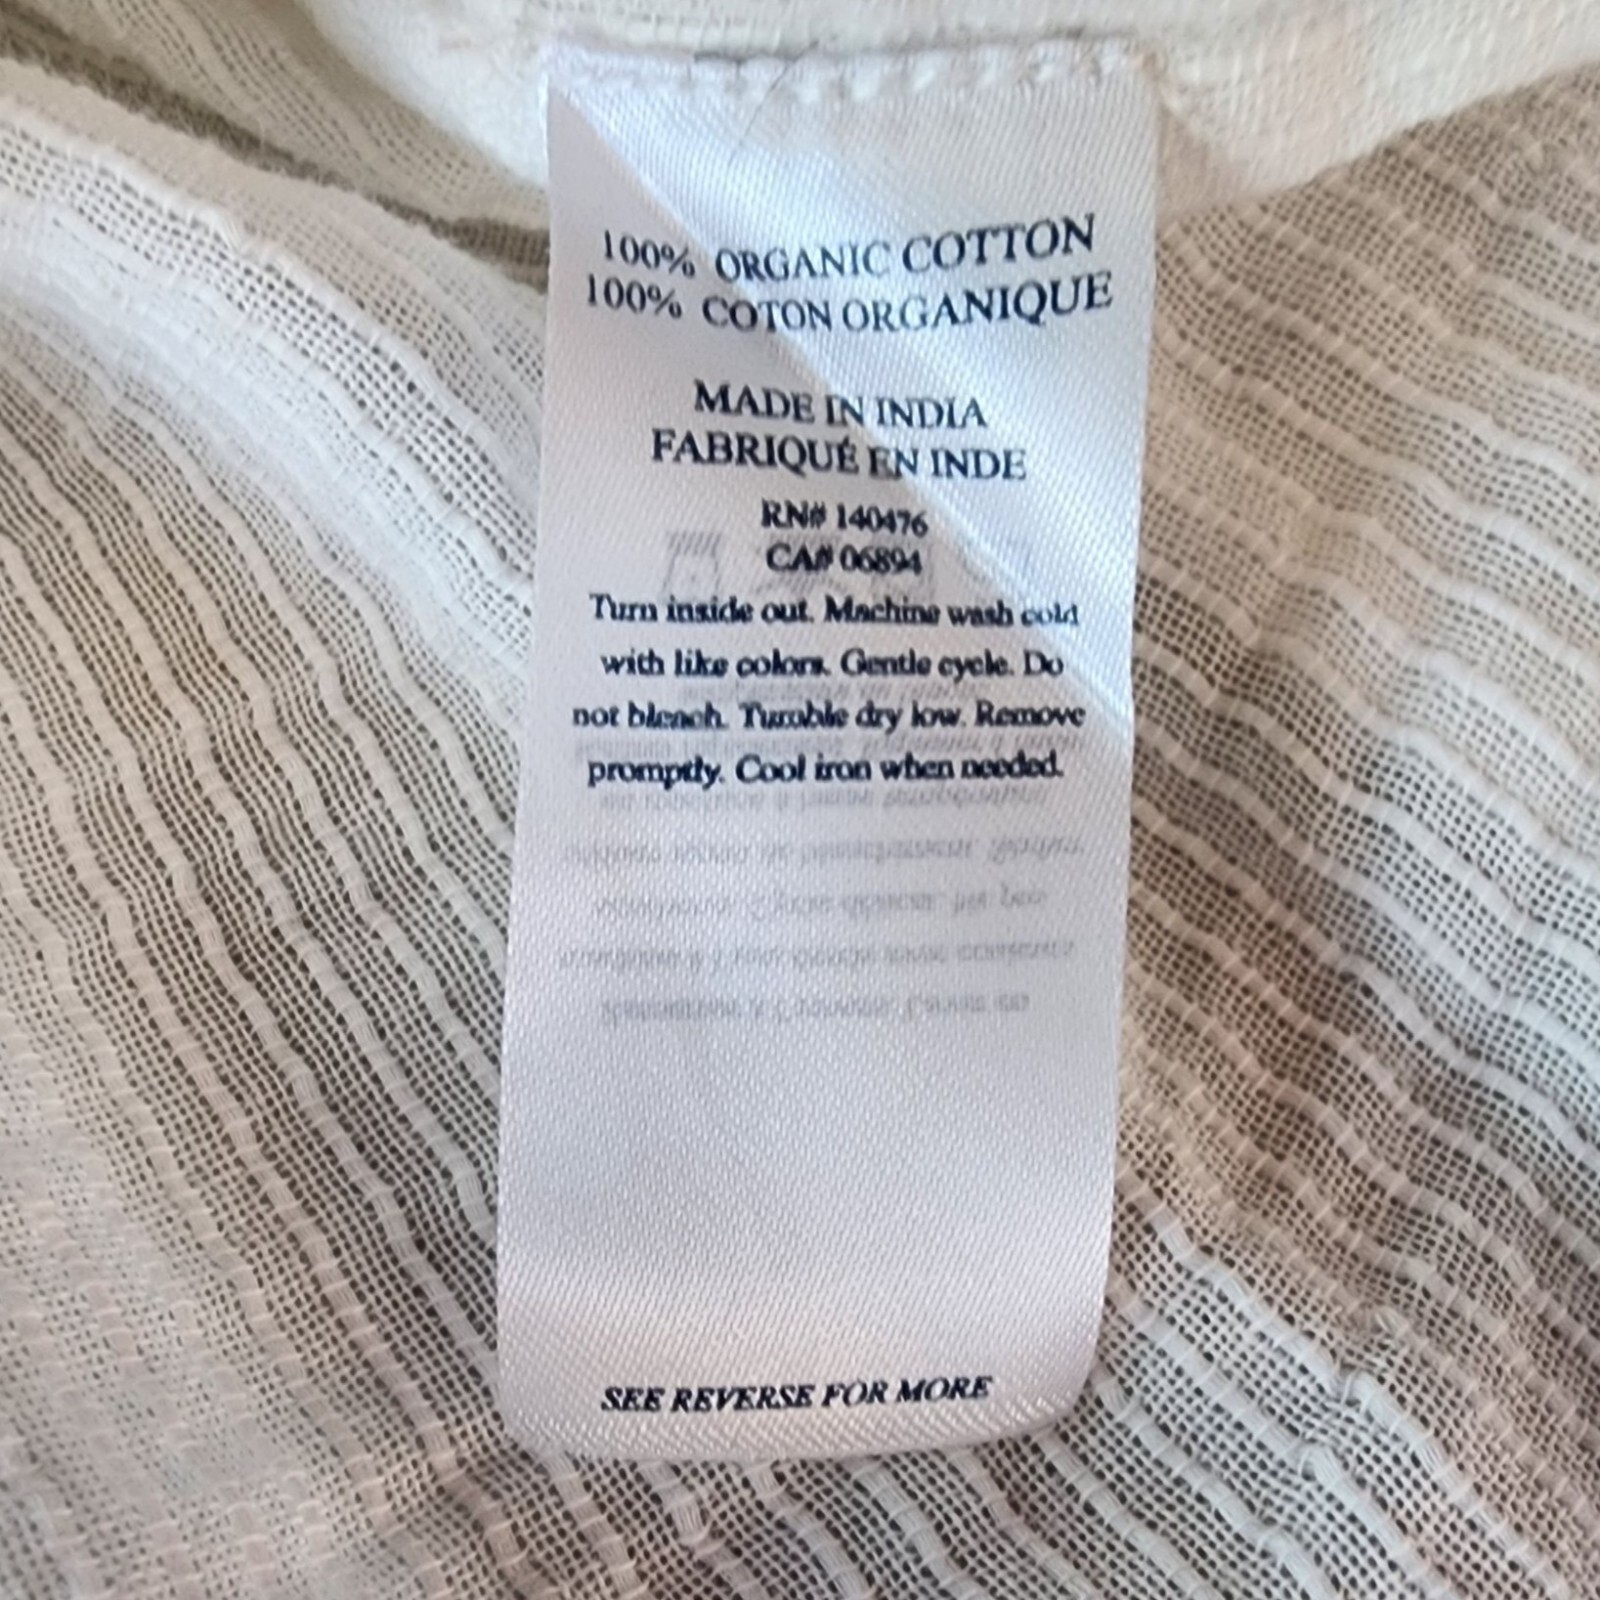 100% ORGANIC COTTON
100% COTON ORGANIQUE
MADE IN INDIA
FABRIQUÉ EN INDE
RN# 140476
CA# 06894
Turn inside out. Machine wash cold
with like colors. Gentle cycle. Do
not bleach. Tumble dry low. Remove
promptly. Cool iron when needed.
SEE REVERSE FOR MORE